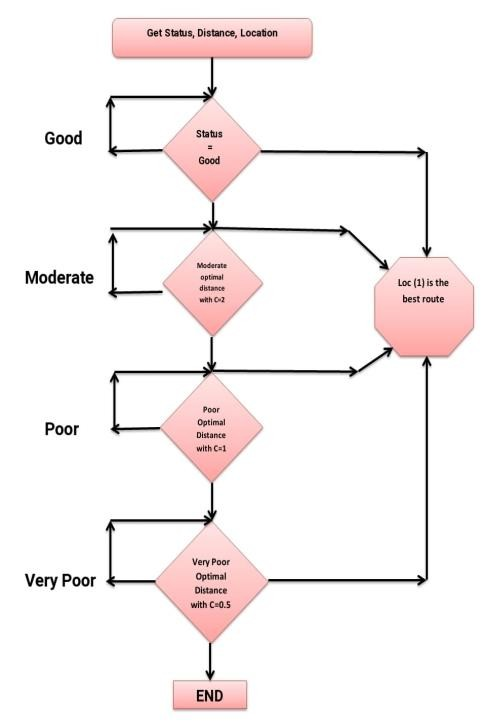 Get Status, Distance, Location
Good
Status
=
Good
Moderate
Moderate
optimal
distance
with C=2
Loc (1) is the
best route
Poor
Poor
Optimal
Distance
with C=1
Very Poor
Very Poor
Optimal
Distance
with C=0.5
END